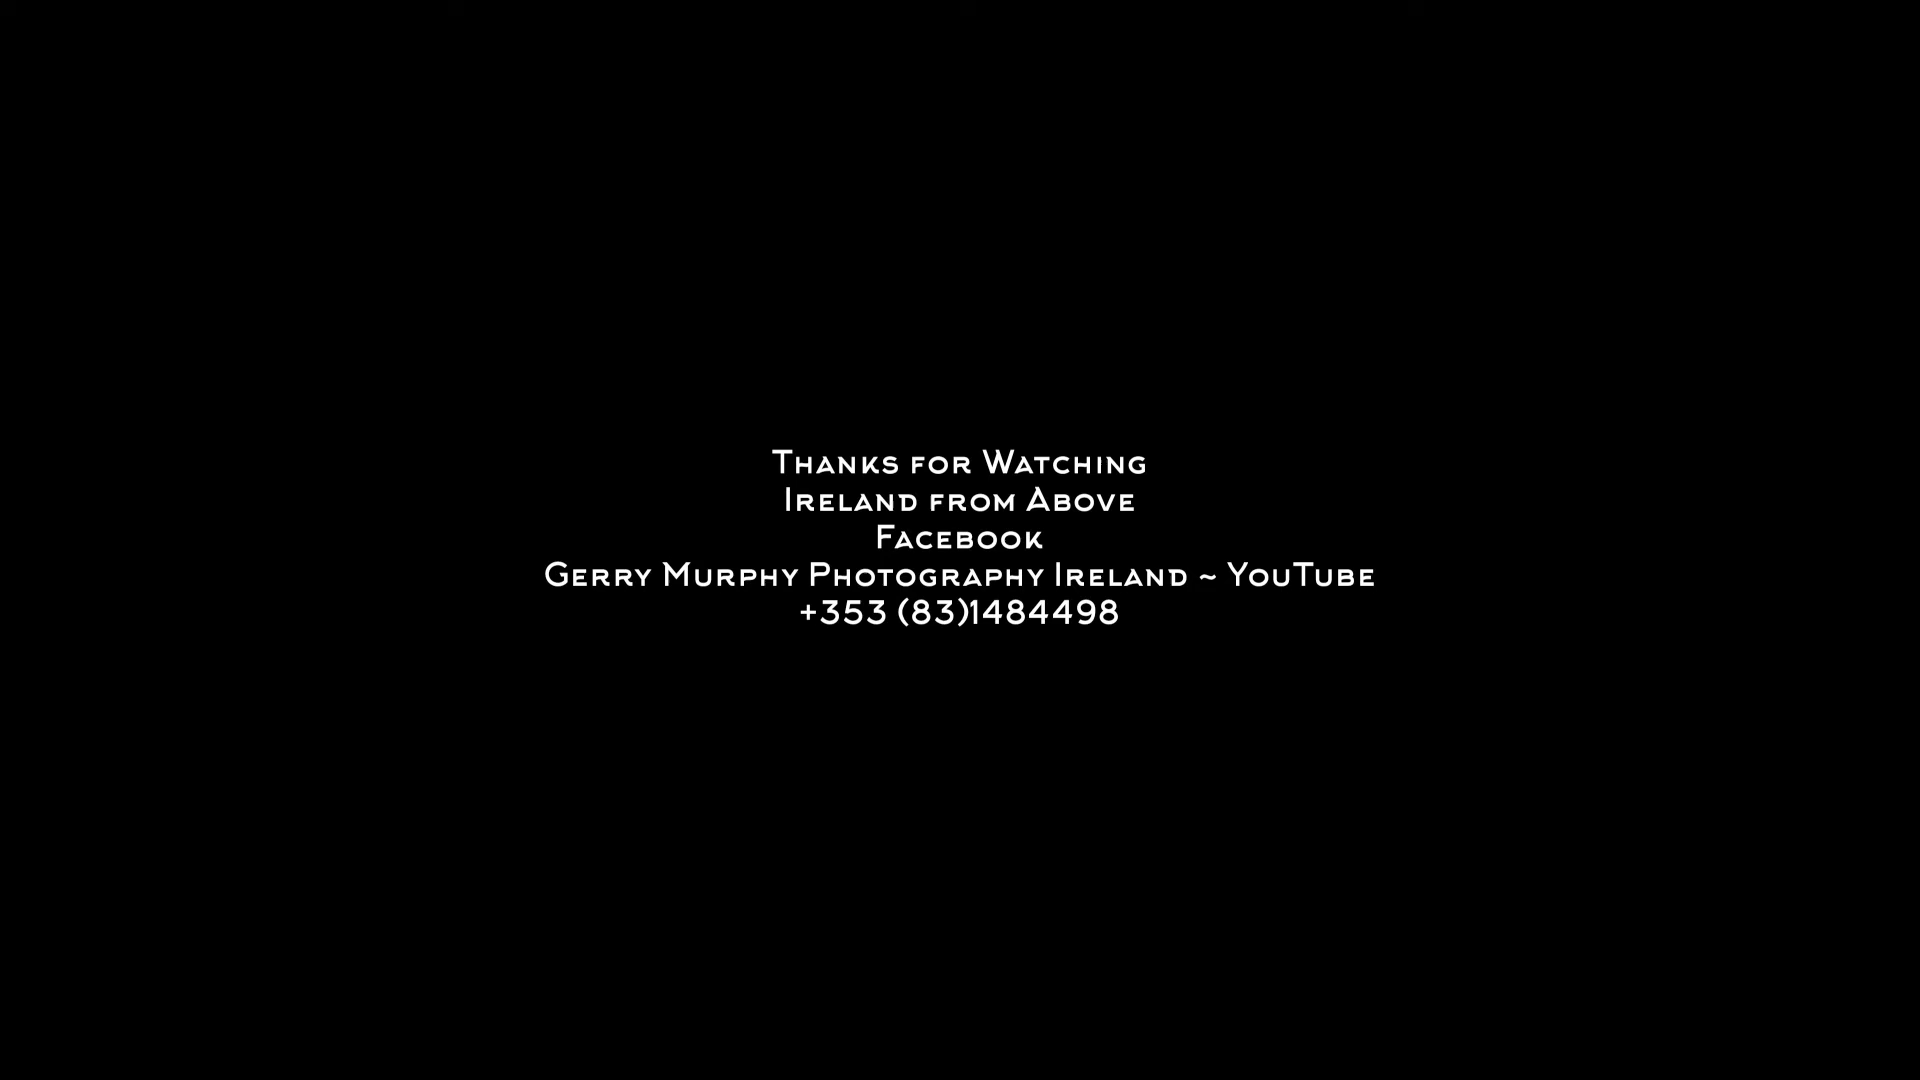 Thanks for Watching
Ireland from Above
Facebook
Gerry Murphy Photography Ireland ~ YouTube
+353 (83)1484498